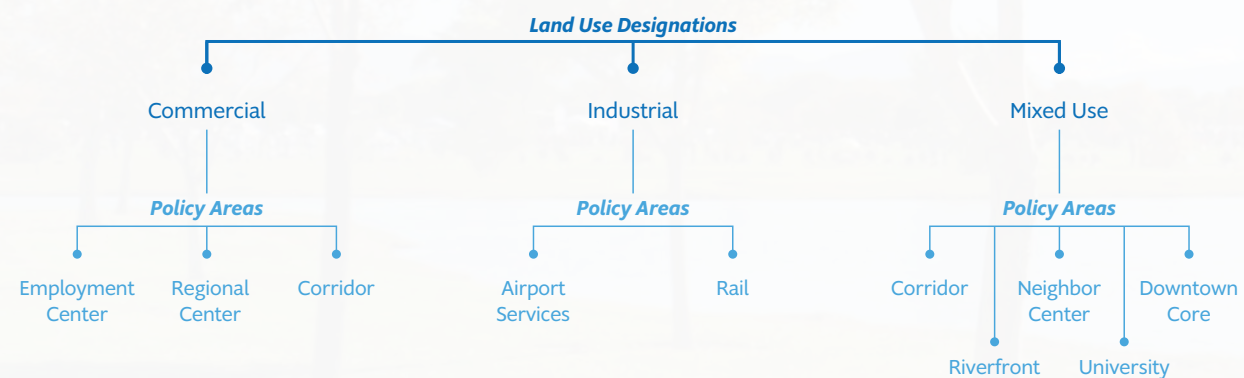 Land Use Designations
Commercial
Industrial
Mixed Use
Policy Areas
Policy Areas
Policy Areas
Employment
Center
Regional
Center
Corridor
Airport
Services
Rail
Corridor
Riverfront
Neighbor
Center
University
Downtown
Core